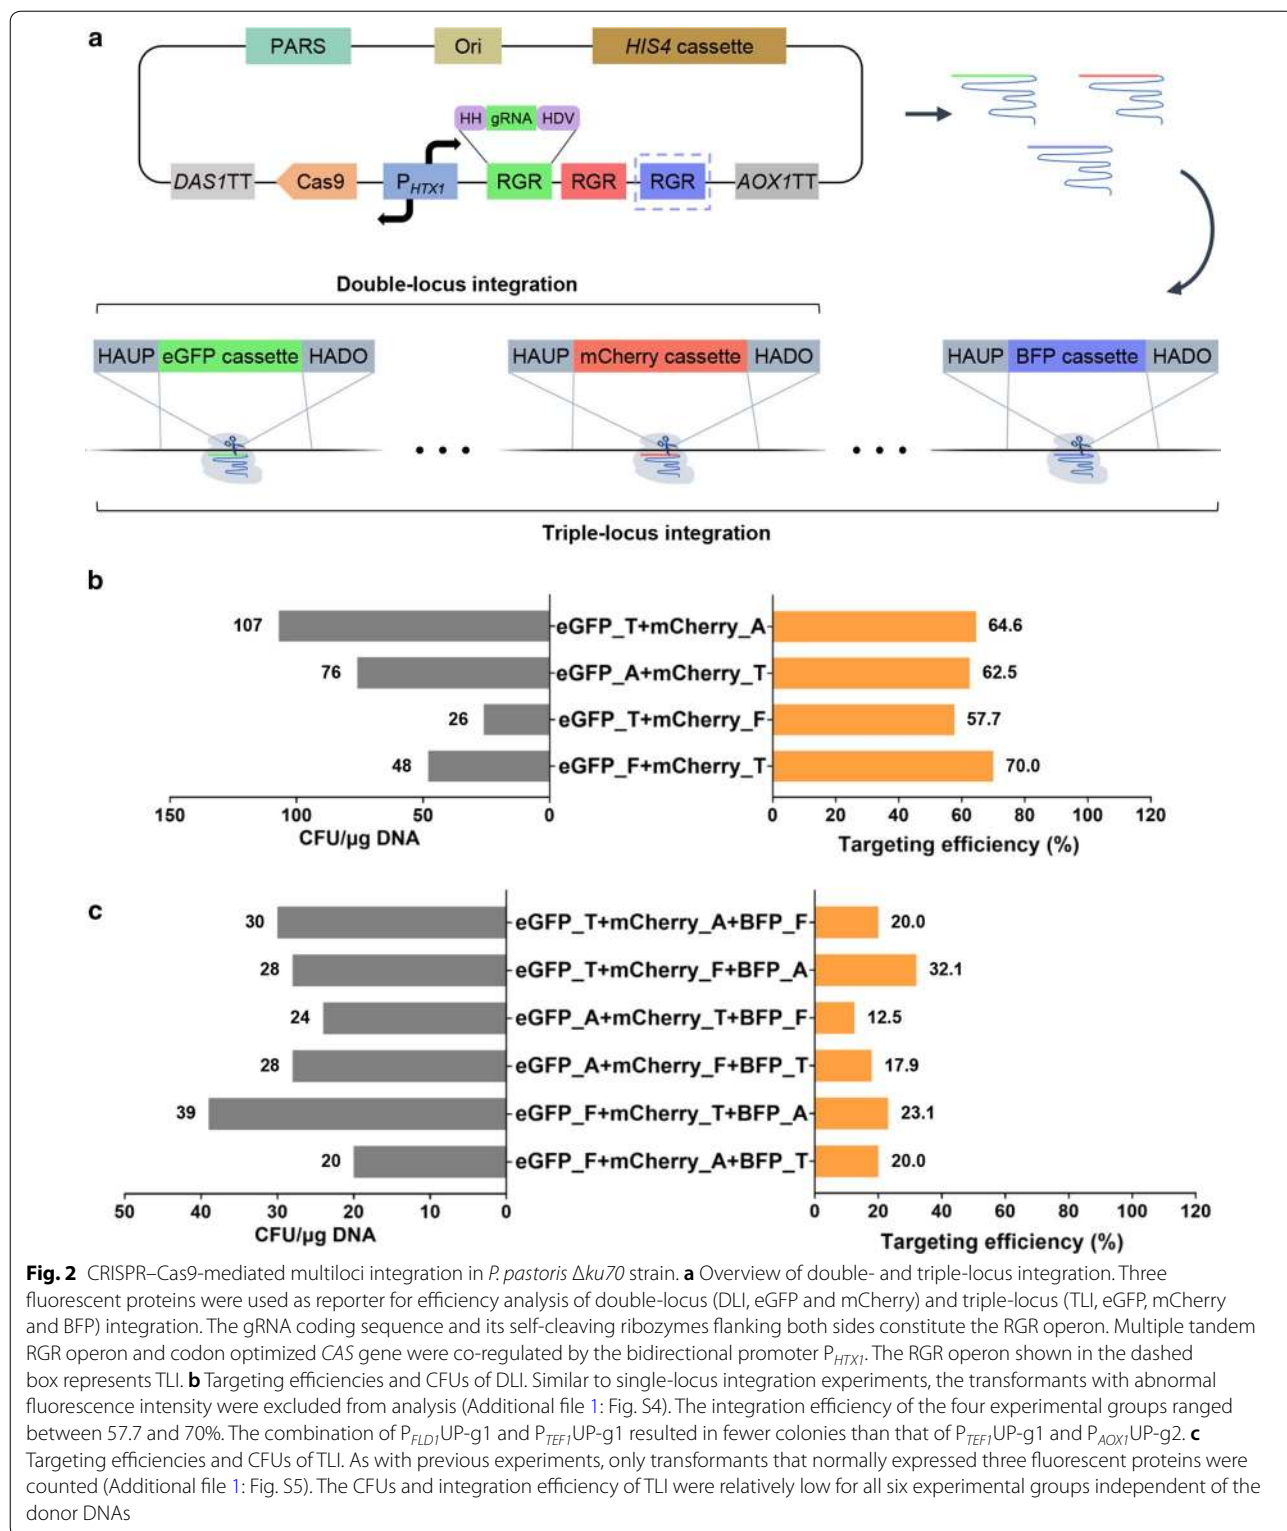 a
PARS
Ori
HIS4 cassette
HH gRNA HDV
DAS1TT
Cas9
P_HTX1
RGR
RGR
RGR
AOX1TT
Double-locus integration
HAUP eGFP cassette HADO
HAUP mCherry cassette HADO
HAUP BFP cassette HADO
Triple-locus integration
b
107 eGFP_T+mCherry_A 64.6
76 eGFP_A+mCherry_T 62.5
26 eGFP_T+mCherry_F 57.7
48 eGFP_F+mCherry_T 70.0
150 100 50 0 0 20 40 60 80 100 120
CFU/µg DNA Targeting efficiency (%)
c
30 eGFP_T+mCherry_A+BFP_F 20.0
28 eGFP_T+mCherry_F+BFP_A 32.1
24 eGFP_A+mCherry_T+BFP_F 12.5
28 eGFP_A+mCherry_F+BFP_T 17.9
39 eGFP_F+mCherry_T+BFP_A 23.1
20 eGFP_F+mCherry_A+BFP_T 20.0
50 40 30 20 10 0 0 20 40 60 80 100 120
CFU/µg DNA Targeting efficiency (%)
Fig. 2 CRISPR–Cas9-mediated multiloci integration in P. pastoris Δku70 strain. a Overview of double- and triple-locus integration. Three
fluorescent proteins were used as reporter for efficiency analysis of double-locus (DLI, eGFP and mCherry) and triple-locus (TLI, eGFP, mCherry
and BFP) integration. The gRNA coding sequence and its self-cleaving ribozymes flanking both sides constitute the RGR operon. Multiple tandem
RGR operon and codon optimized CAS gene were co-regulated by the bidirectional promoter P_HTX1. The RGR operon shown in the dashed
box represents TLI. b Targeting efficiencies and CFUs of DLI. Similar to single-locus integration experiments, the transformants with abnormal
fluorescence intensity were excluded from analysis (Additional file 1: Fig. S4). The integration efficiency of the four experimental groups ranged
between 57.7 and 70%. The combination of P_FLD1UP-g1 and P_TEF1UP-g1 resulted in fewer colonies than that of P_TEF1UP-g1 and P_AOX1UP-g2. c
Targeting efficiencies and CFUs of TLI. As with previous experiments, only transformants that normally expressed three fluorescent proteins were
counted (Additional file 1: Fig. S5). The CFUs and integration efficiency of TLI were relatively low for all six experimental groups independent of the
donor DNAs